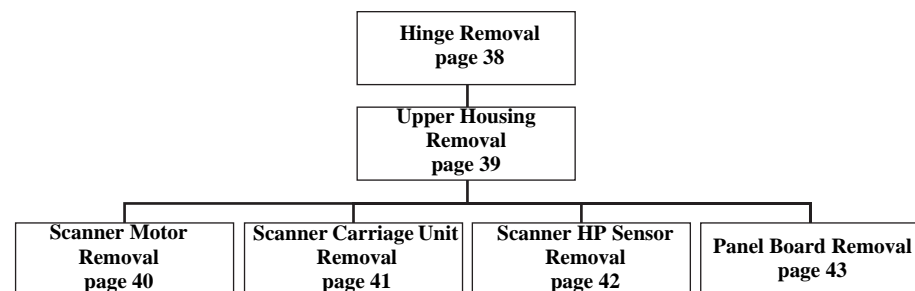 Hinge Removal
page 38
Upper Housing
Removal
page 39
Scanner Motor
Removal
page 40
Scanner Carriage Unit
Removal
page 41
Scanner HP Sensor
Removal
page 42
Panel Board Removal
page 43